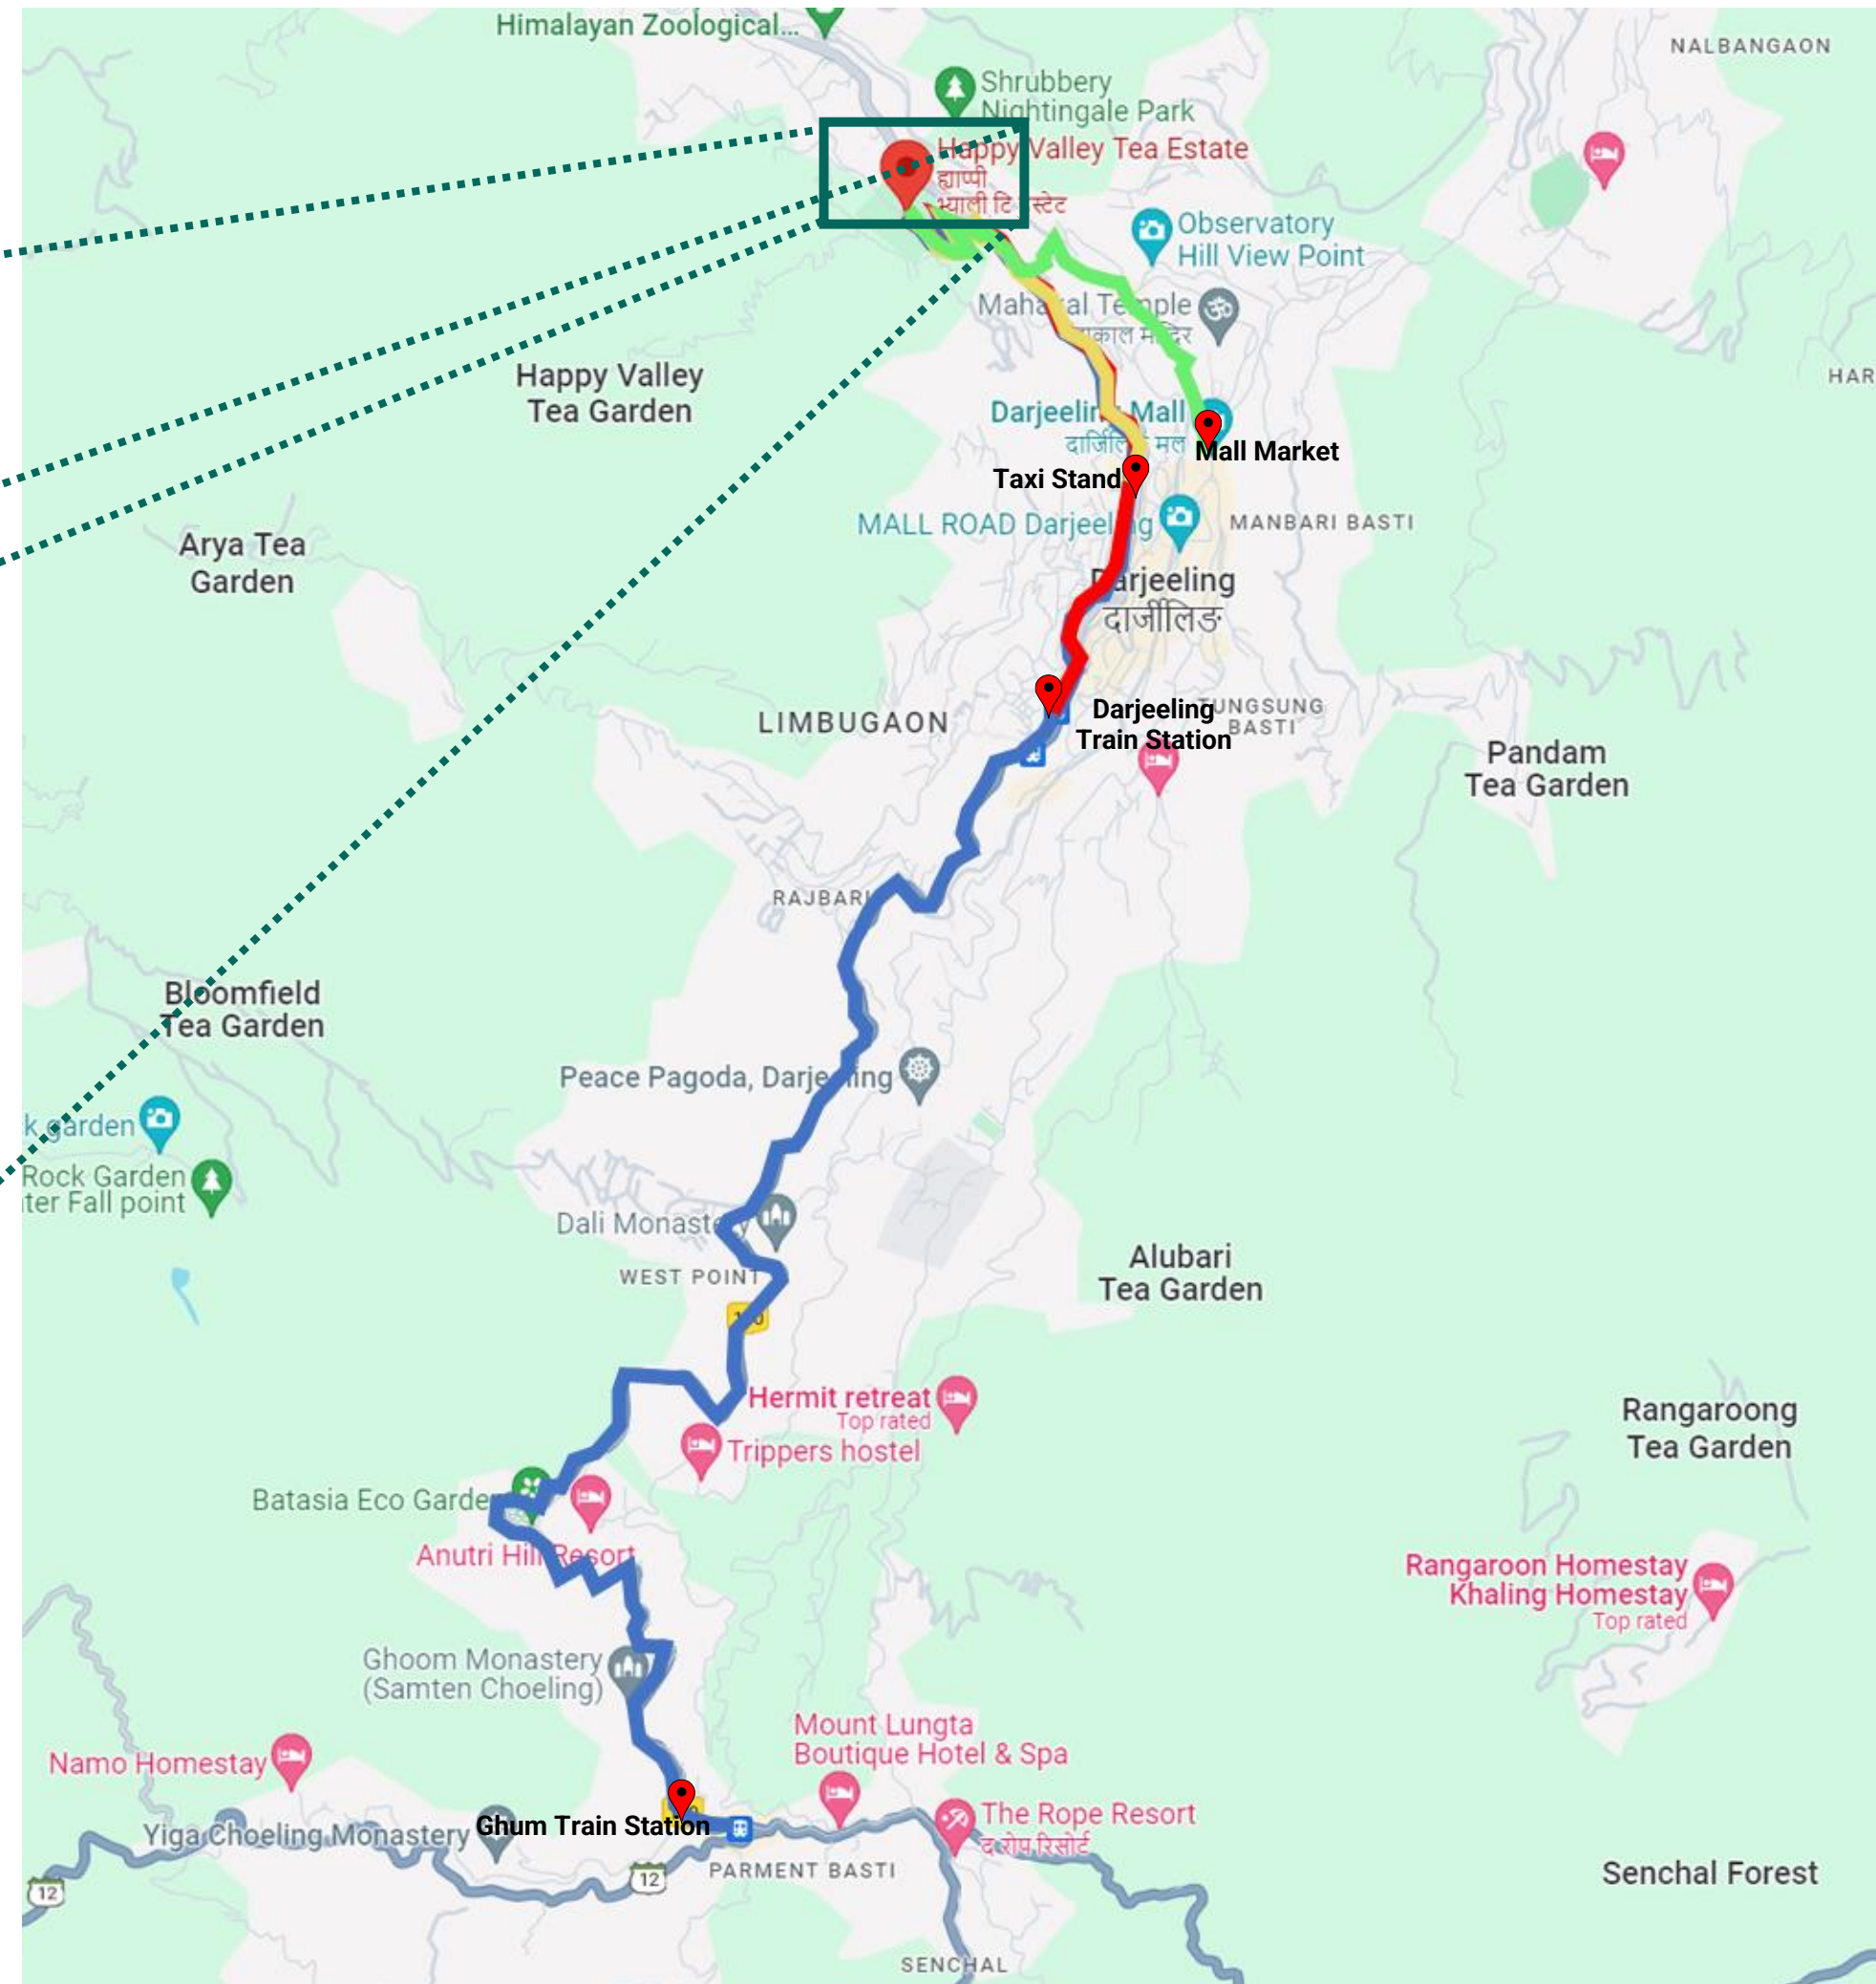 Himalayan Zoological...
NALBANGAON
Shrubbery
Nightingale Park
Happy Valley Tea Estate
ह्याप्पी
भ्याली टि
स्टेट
Observatory
Hill View Point
Temple
HAR
Happy Valley
Tea Garden
Darjeeling Mall
मल
Mall Market
Taxi Stand
MALL ROAD Darjeeling
MANBARI BASTI
Arya Tea
Garden
Darjeeling
दार्जीलिङ
LIMBUGAON
Darjeeling
Train Station
TUNGSUNG
BASTI
Pandam
Tea Garden
RAJBARI
Bloomfield
Tea Garden
Peace Pagoda, Darjeeling
k garden
Rock Garden
ter Fall point
Dali Monastery
WEST POINT
Alubari
Tea Garden
Hermit retreat
Top rated
Trippers hostel
Rangaroong
Tea Garden
Batasia Eco Garden
Anutri Hill Resort
Rangaroon Homestay
Khaling Homestay
Top rated
Ghoom Monastery
(Samten Choeling)
Mount Lungta
Boutique Hotel & Spa
Namo Homestay
The Rope Resort
द रोप रिसोर्ट
Ghum Train Station
Yiga Choeling Monastery
PARMENT BASTI
12
12
Senchal Forest
SENCHAL